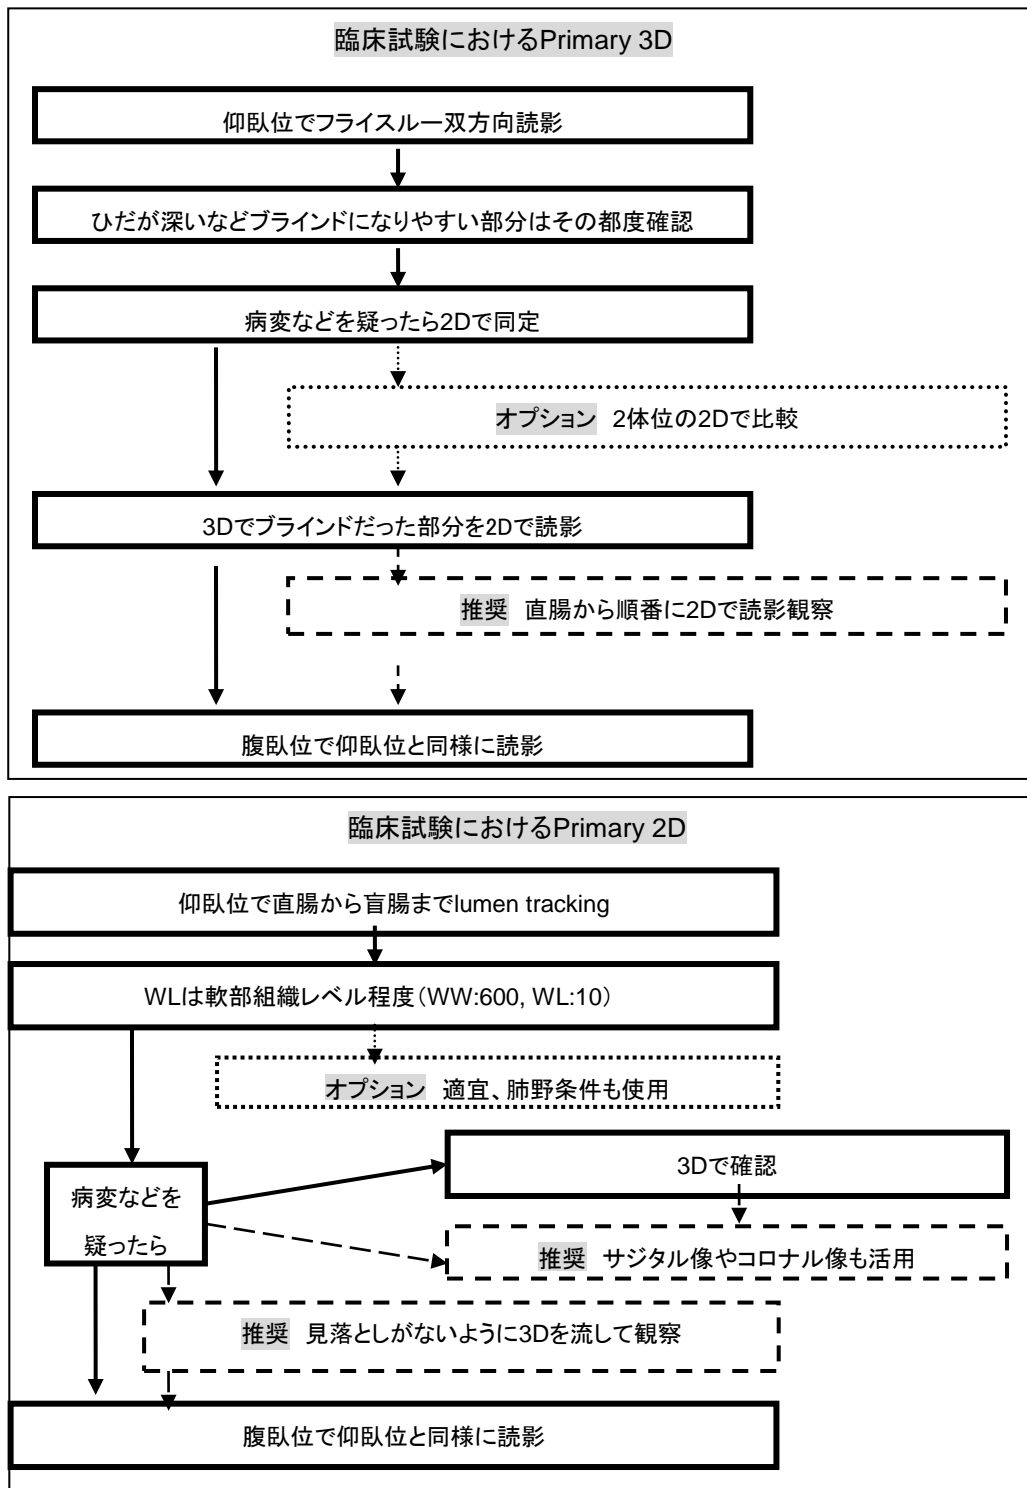 臨床試験におけるPrimary 3D
仰臥位でフライスルー双方向読影
ひだが深いなどブラインドになりやすい部分はその都度確認
病変などを疑ったら2Dで同定
オプション 2体位の2Dで比較
3Dでブラインドだった部分を2Dで読影
推奨 直腸から順番に2Dで読影観察
腹臥位で仰臥位と同様に読影
臨床試験におけるPrimary 2D
仰臥位で直腸から盲腸までlumen tracking
WLは軟部組織レベル程度（WW:600, WL:10）
オプション 適宜、肺野条件も使用
3Dで確認
病変などを
疑ったら
推奨 サジタル像やコロナル像も活用
推奨 見落としがないように3Dを流して観察
腹臥位で仰臥位と同様に読影